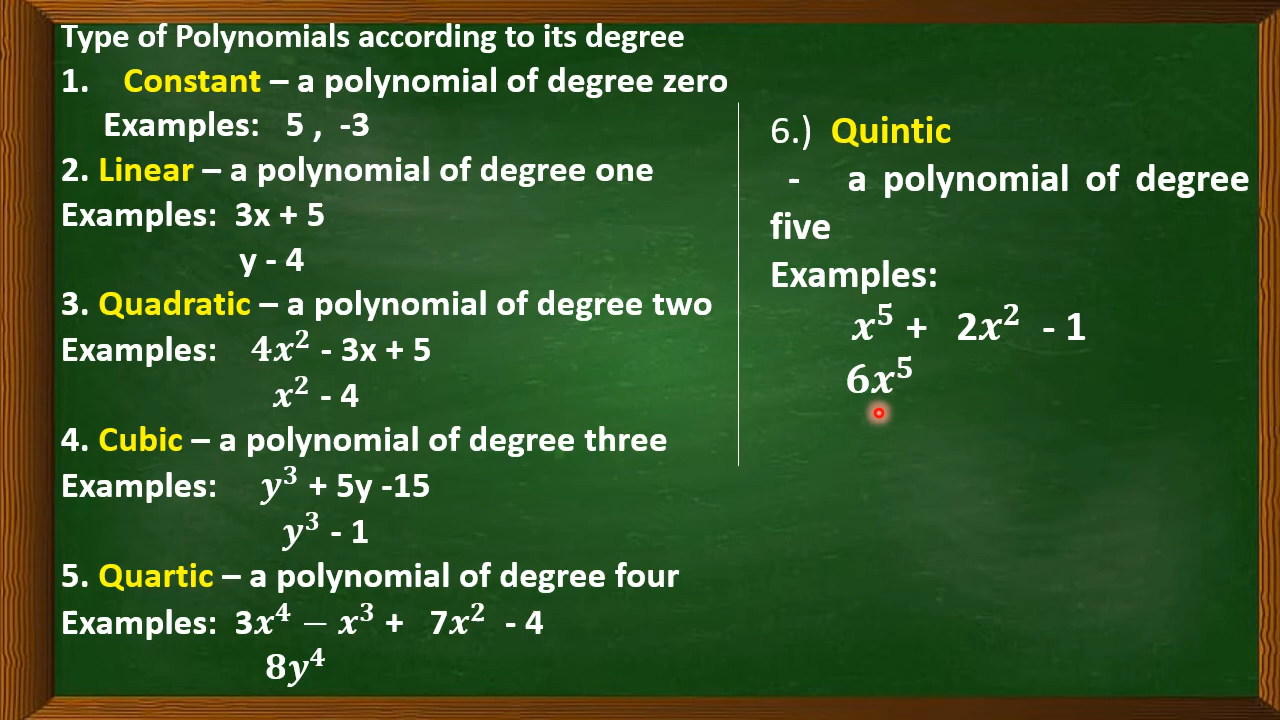 Type of Polynomials according to its degree
1. Constant – a polynomial of degree zero
Examples: 5 , -3
2. Linear – a polynomial of degree one
Examples: 3x + 5
y - 4
3. Quadratic – a polynomial of degree two
Examples: 4x² - 3x + 5
x² - 4
4. Cubic – a polynomial of degree three
Examples: y³ + 5y -15
y³ - 1
5. Quartic – a polynomial of degree four
Examples: 3x⁴ − x³ + 7x² - 4
8y⁴
6.) Quintic
- a polynomial of degree
five
Examples:
x⁵ + 2x² - 1
6x⁵